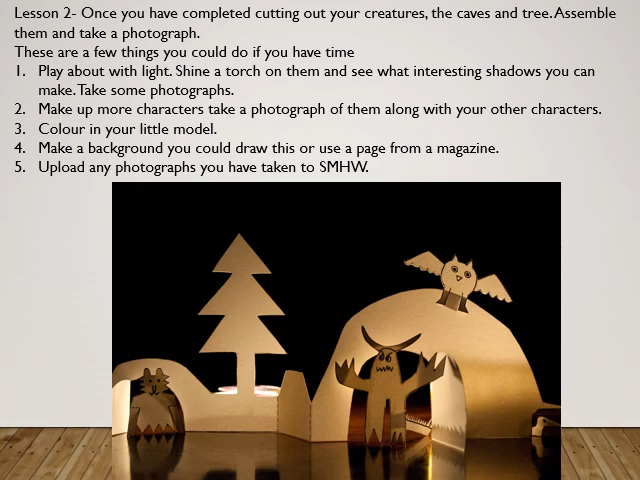 Lesson 2- Once you have completed cutting out your creatures, the caves and tree. Assemble
them and take a photograph.
These are a few things you could do if you have time
1. Play about with light. Shine a torch on them and see what interesting shadows you can
make. Take some photographs.
2. Make up more characters take a photograph of them along with your other characters.
3. Colour in your little model.
4. Make a background you could draw this or use a page from a magazine.
5. Upload any photographs you have taken to SMHW.